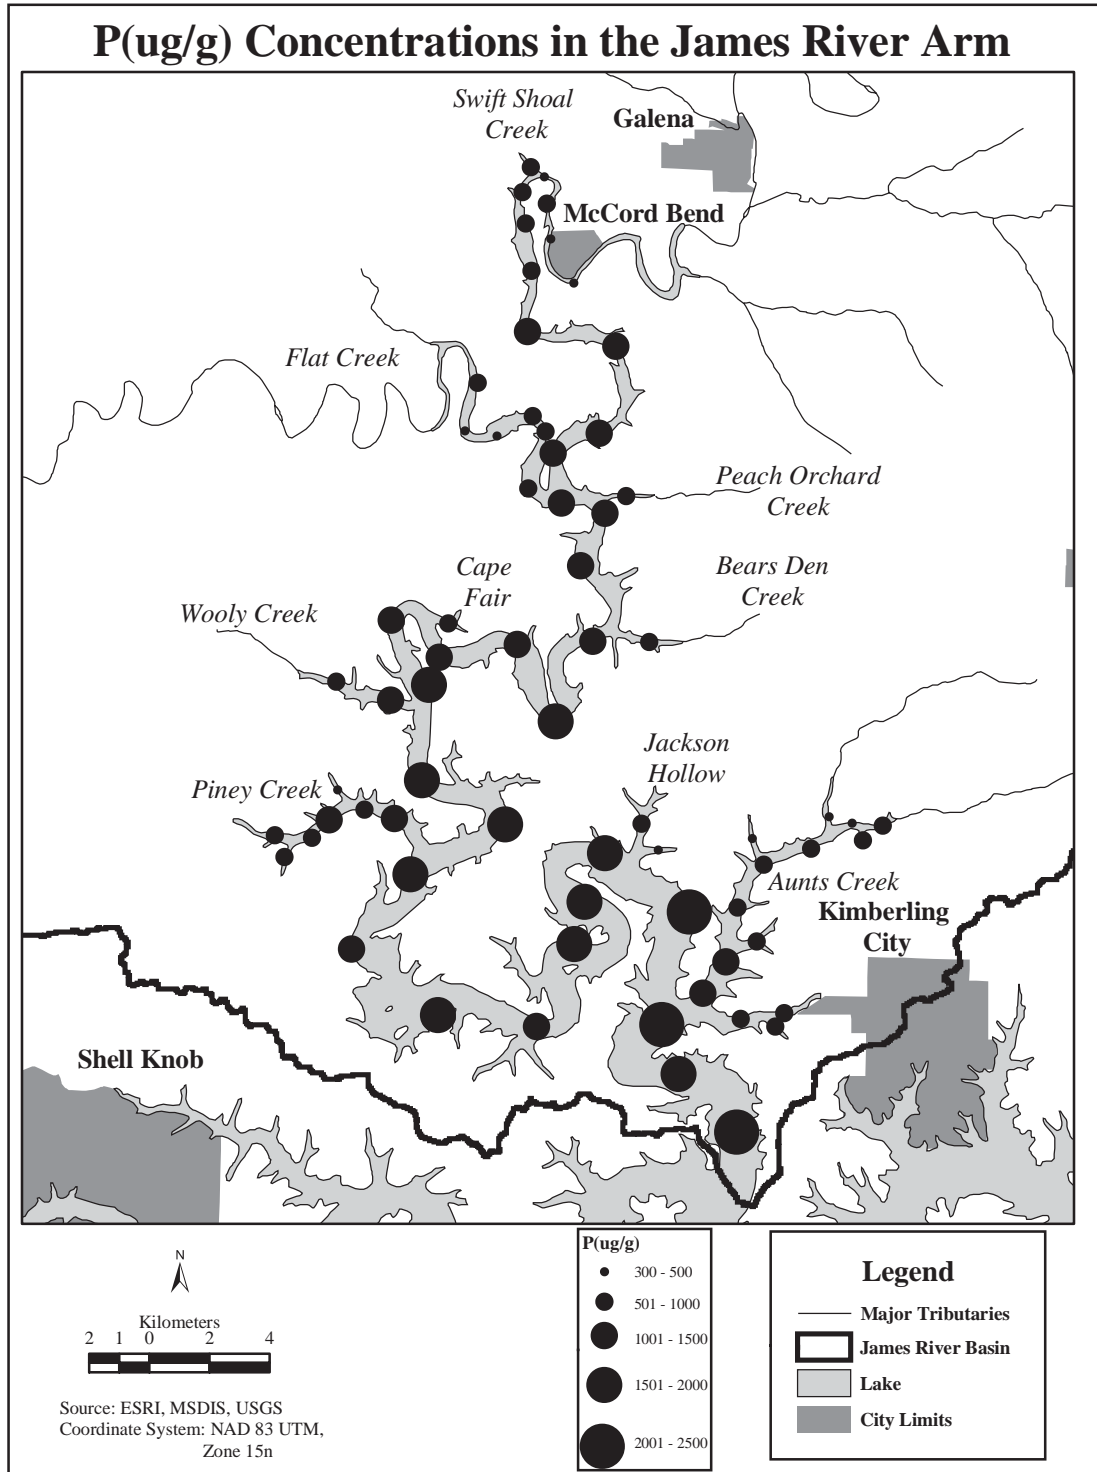 P(ug/g) Concentrations in the James River Arm
Swift Shoal
Creek
Galena
McCord Bend
Flat Creek
Peach Orchard
Creek
Cape
Fair
Bears Den
Creek
Wooly Creek
Jackson
Hollow
Piney Creek
Aunts Creek
Kimberling
City
Shell Knob
N
Kilometers
2 1 0 2 4
Source: ESRI, MSDIS, USGS
Coordinate System: NAD 83 UTM,
Zone 15n
P(ug/g)
300 - 500
501 - 1000
1001 - 1500
1501 - 2000
2001 - 2500
Legend
Major Tributaries
James River Basin
Lake
City Limits